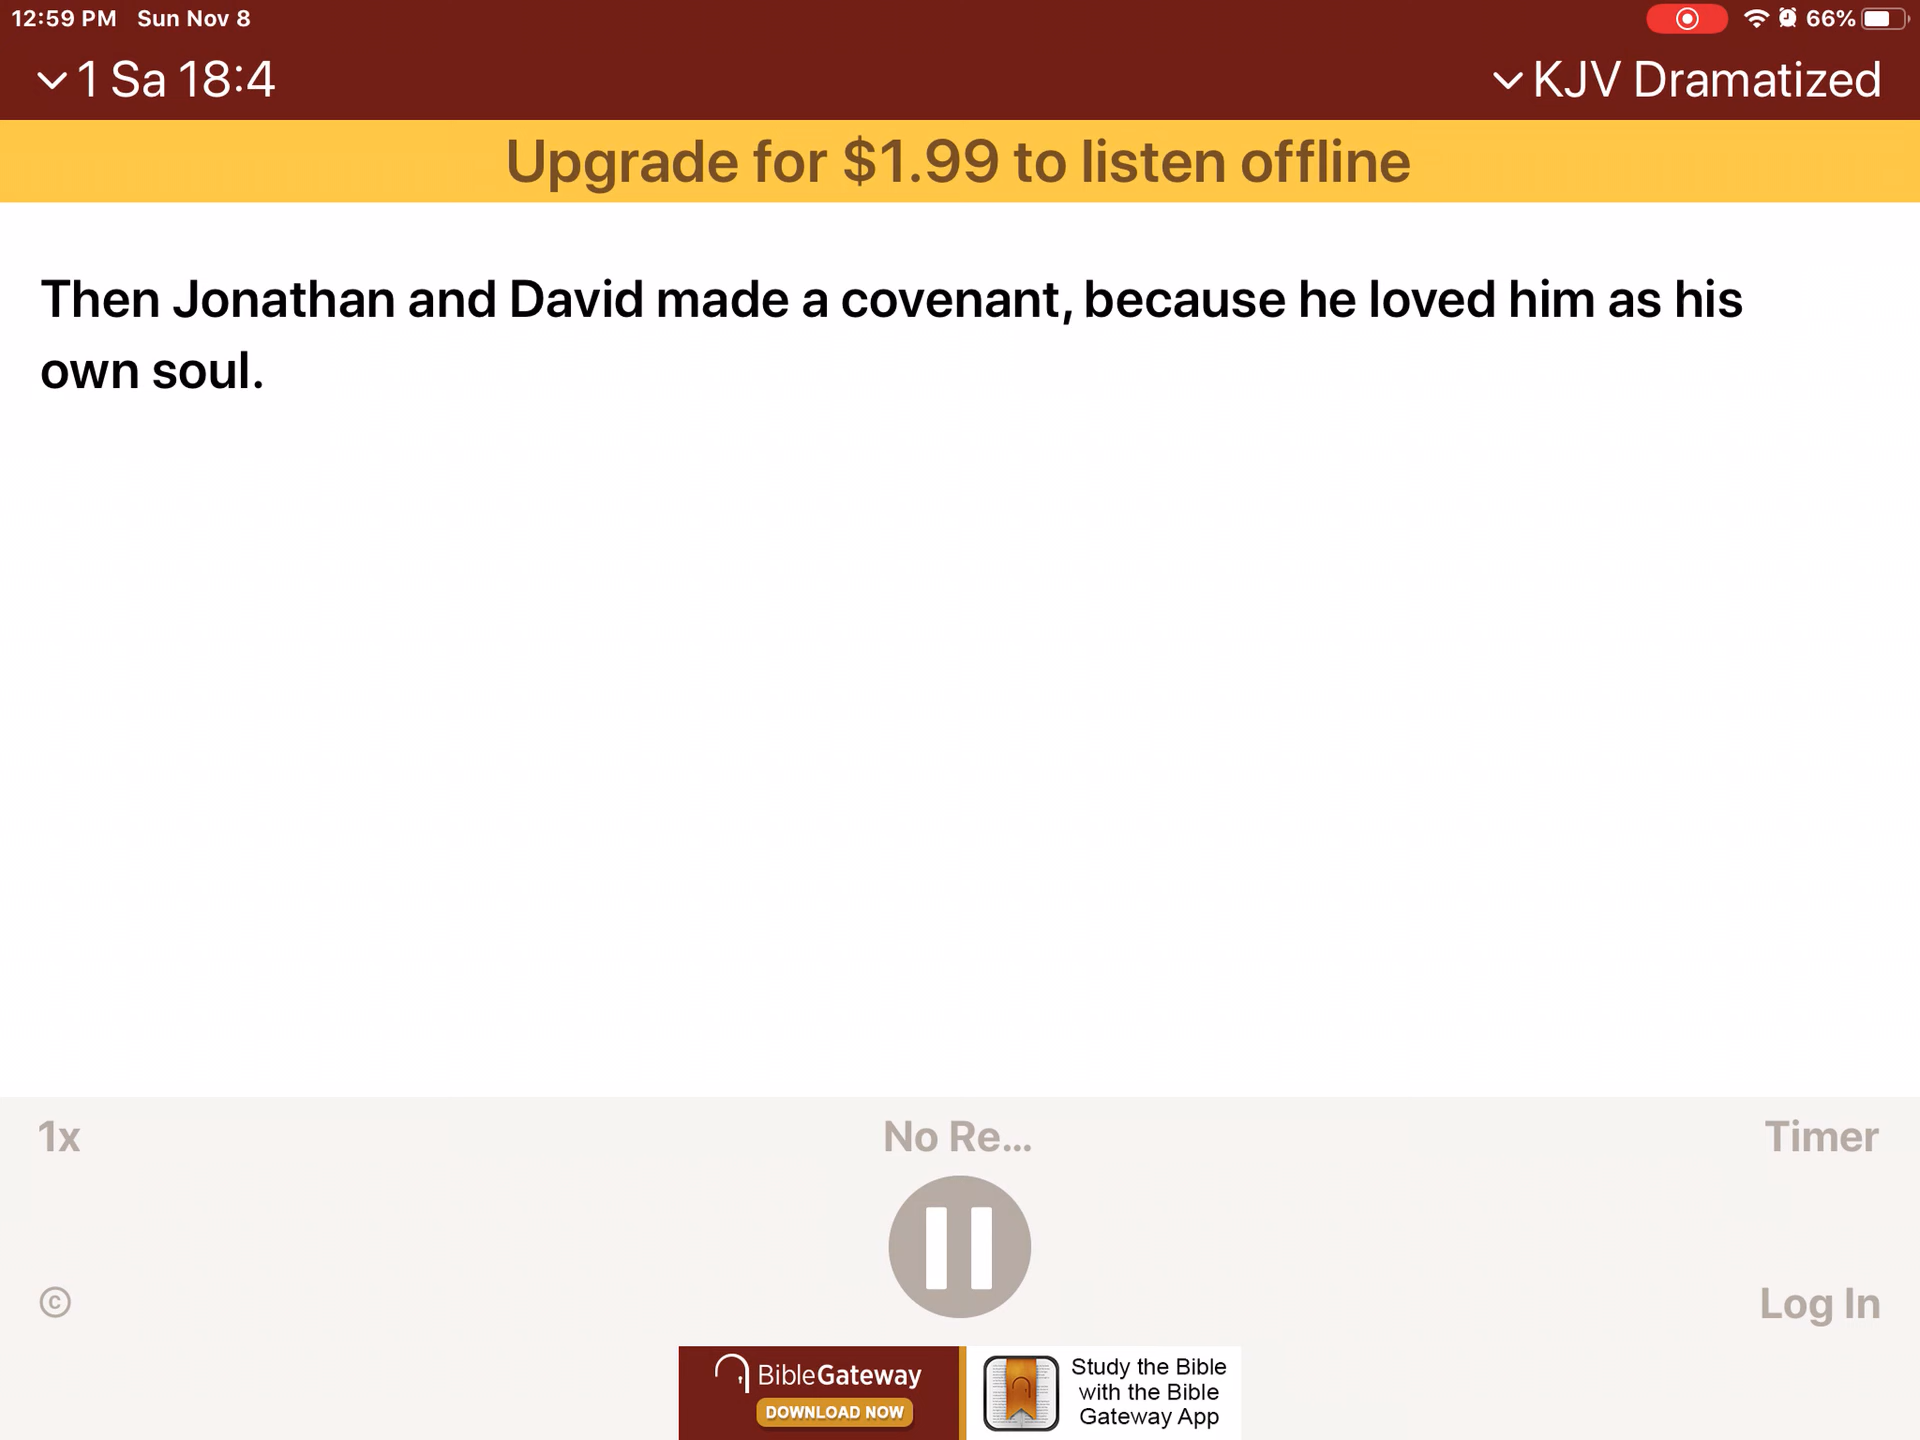 12:59 PM Sun Nov 8 66%
1 Sa 18:4 KJV Dramatized
Upgrade for $1.99 to listen offline
Then Jonathan and David made a covenant, because he loved him as his
own soul.
1x No Re... Timer
© Log In
BibleGateway
DOWNLOAD NOW
Study the Bible
with the Bible
Gateway App